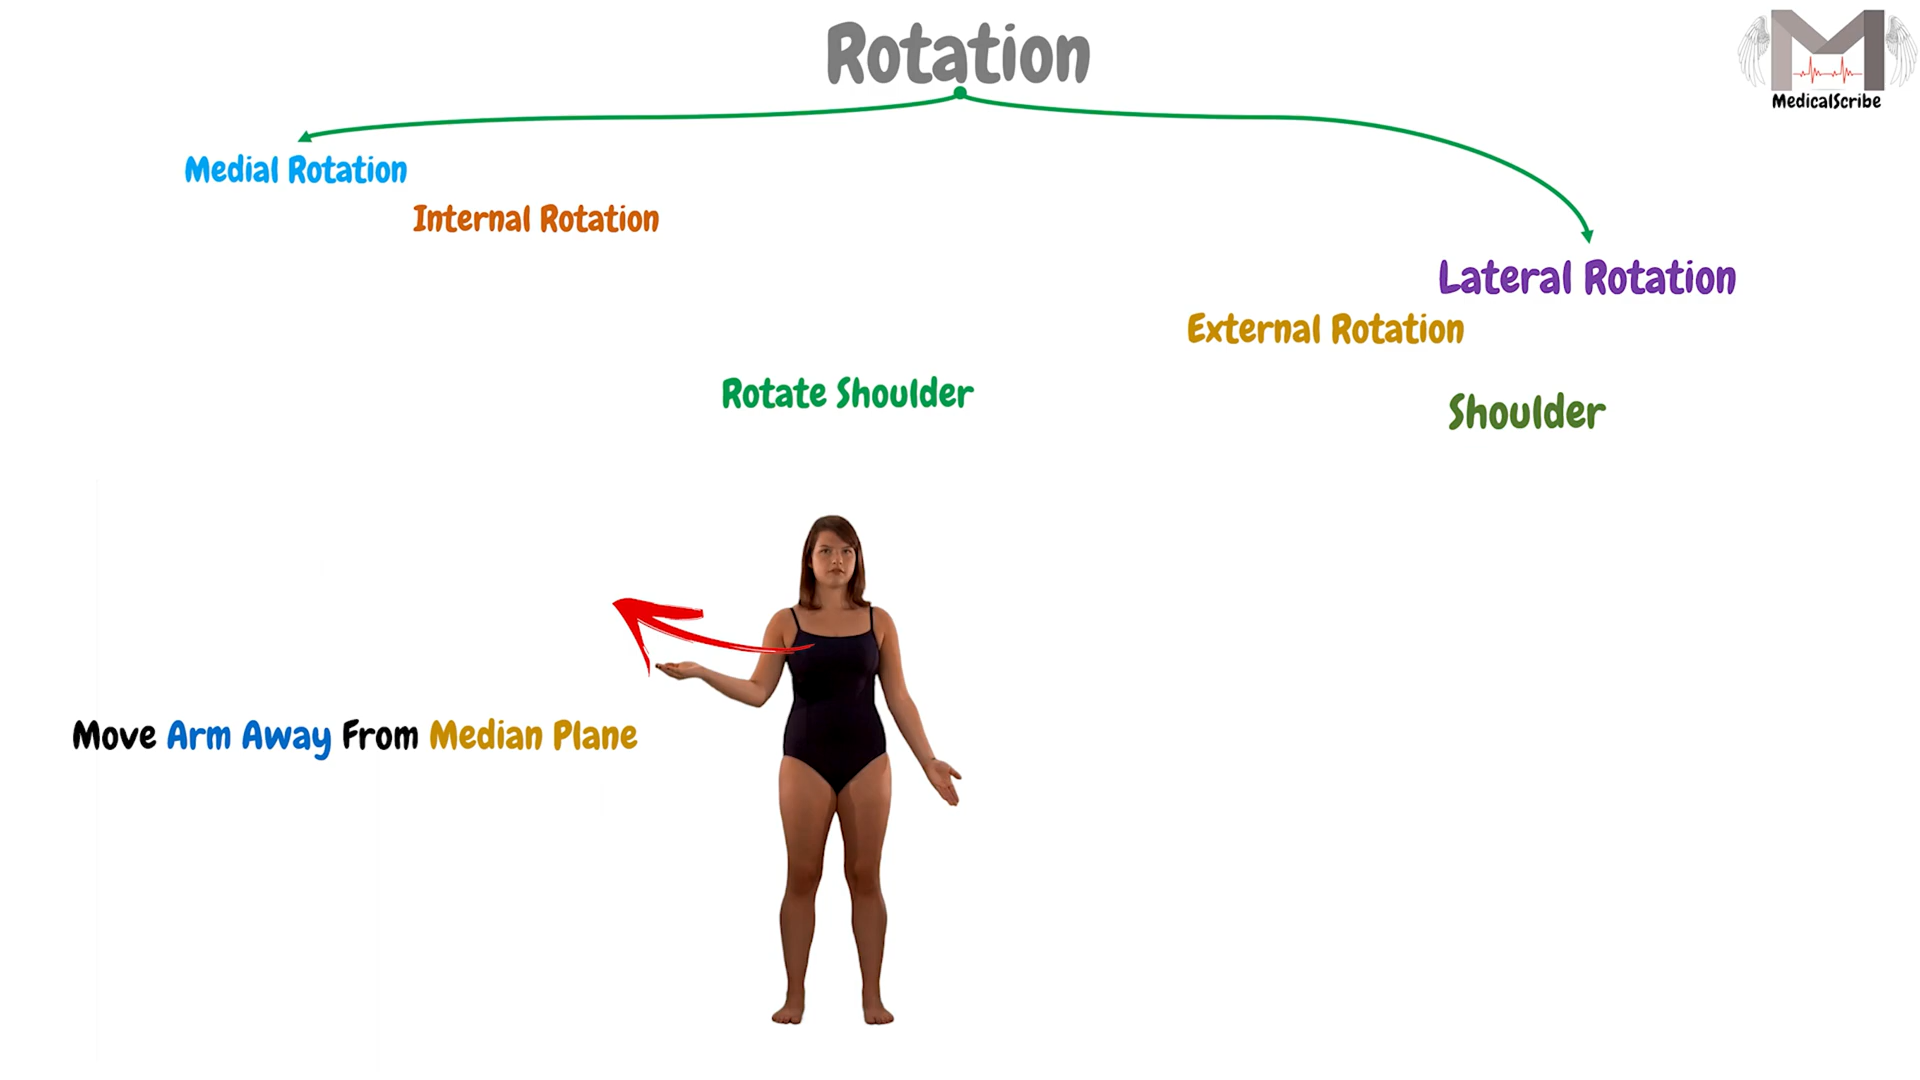 Rotation
MedicalScribe
Medial Rotation
Internal Rotation
Lateral Rotation
External Rotation
Rotate Shoulder
Shoulder
Move Arm Away From Median Plane